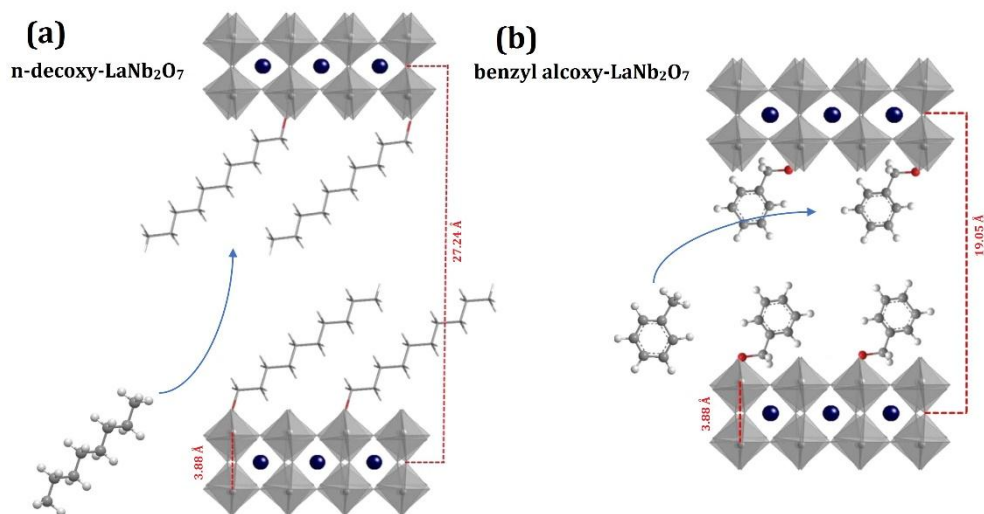 (a)
n-decoxy-LaNb₂O₇
27.24 Å
3.88 Å
(b)
benzyl alcoxy-LaNb₂O₇
19.05 Å
3.88 Å